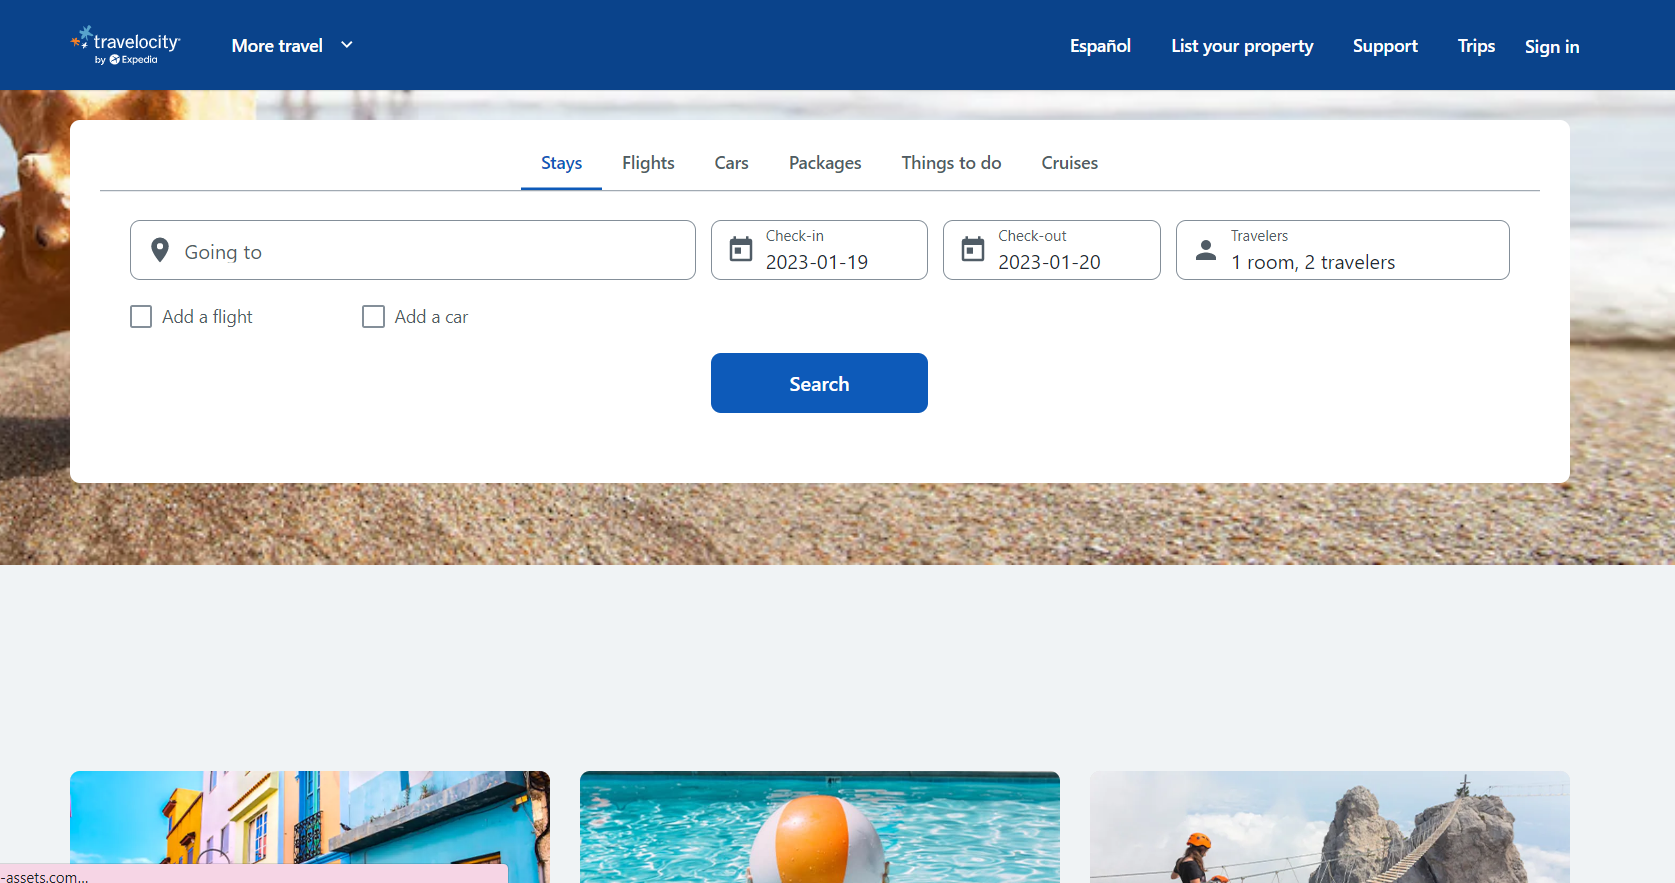 travelocity
by Expedia
More travel
Español
List your property
Support
Trips
Sign in
Stays
Flights
Cars
Packages
Things to do
Cruises
Going to
Check-in
2023-01-19
Check-out
2023-01-20
Travelers
1 room, 2 travelers
Add a flight
Add a car
Search
-assets.com...